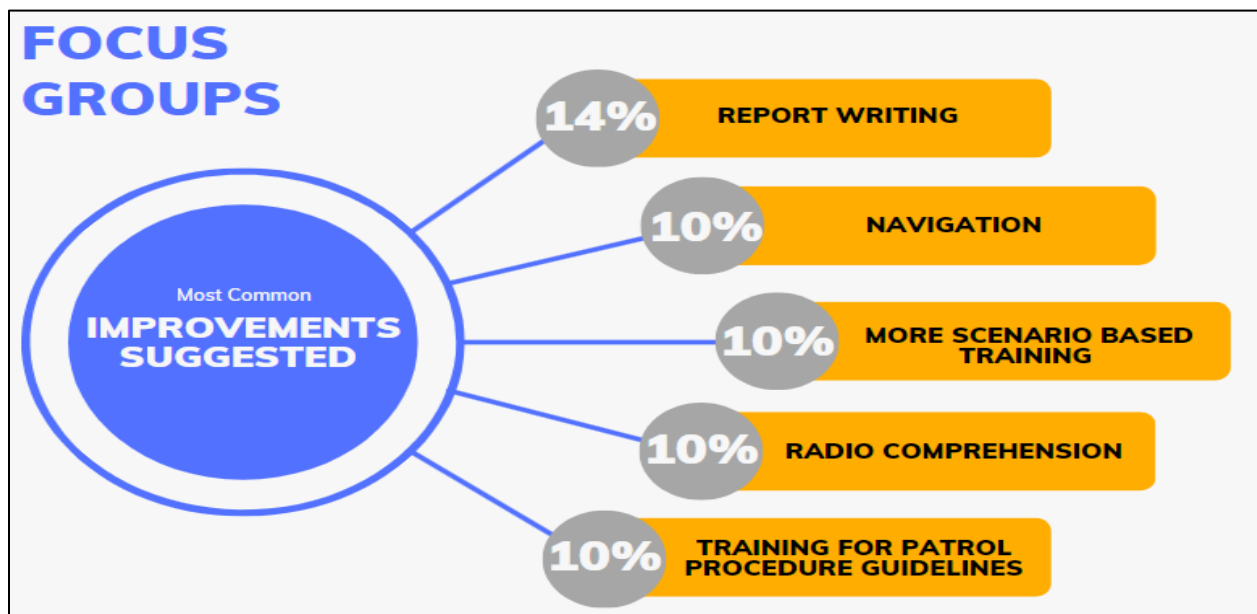 FOCUS
GROUPS
Most Common
IMPROVEMENTS
SUGGESTED
14%
REPORT WRITING
10%
NAVIGATION
10%
MORE SCENARIO BASED
TRAINING
10%
RADIO COMPREHENSION
10%
TRAINING FOR PATROL
PROCEDURE GUIDELINES